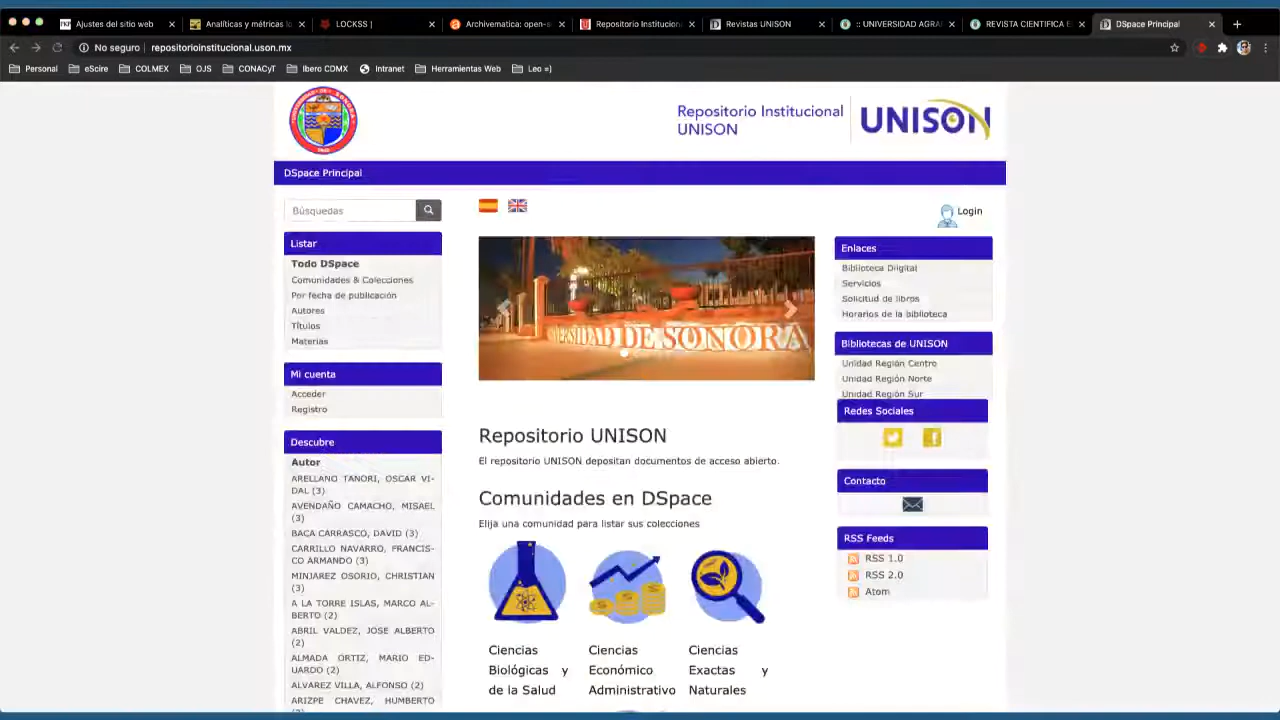 Ajustes del sitio web
Analíticas y métricas l
LOCKSS |
Archivematica: open-s
Repositorio Institucion
Revistas UNISON
:: UNIVERSIDAD AGRA
REVISTA CIENTIFICA E
DSpace Principal
No seguro | repositorioinstitucional.uson.mx
Personal
eScire
COLMEX
OJS
CONACyT
Ibero CDMX
Intranet
Herramientas Web
Leo =)
Repositorio Institucional
UNISON
UNISON
DSpace Principal
Búsquedas
Listar
Todo DSpace
Comunidades & Colecciones
Por fecha de publicación
Autores
Títulos
Materias
Mi cuenta
Acceder
Registro
Descubre
Autor
ARELLANO TANORI, OSCAR VI-
DAL (3)
AVENDAÑO CAMACHO, MISAEL
(3)
BACA CARRASCO, DAVID (3)
CARRILLO NAVARRO, FRANCIS-
CO ARMANDO (3)
MINJAREZ OSORIO, CHRISTIAN
(3)
A LA TORRE ISLAS, MARCO AL-
BERTO (2)
ABRIL VALDEZ, JOSE ALBERTO
(2)
ALMADA ORTIZ, MARIO ED-
UARDO (2)
ALVAREZ VILLA, ALFONSO (2)
ARIZPE CHAVEZ, HUMBERTO
UNIVERSIDAD DE SONORA
Repositorio UNISON
El repositorio UNISON depositan documentos de acceso abierto.
Comunidades en DSpace
Elija una comunidad para listar sus colecciones
Ciencias
Biológicas y
de la Salud
Ciencias
Económico
Administrativo
Ciencias
Exactas y
Naturales
Login
Enlaces
Biblioteca Digital
Servicios
Solicitud de libros
Horarios de la biblioteca
Bibliotecas de UNISON
Unidad Región Centro
Unidad Región Norte
Unidad Región Sur
Redes Sociales
Contacto
RSS Feeds
RSS 1.0
RSS 2.0
Atom